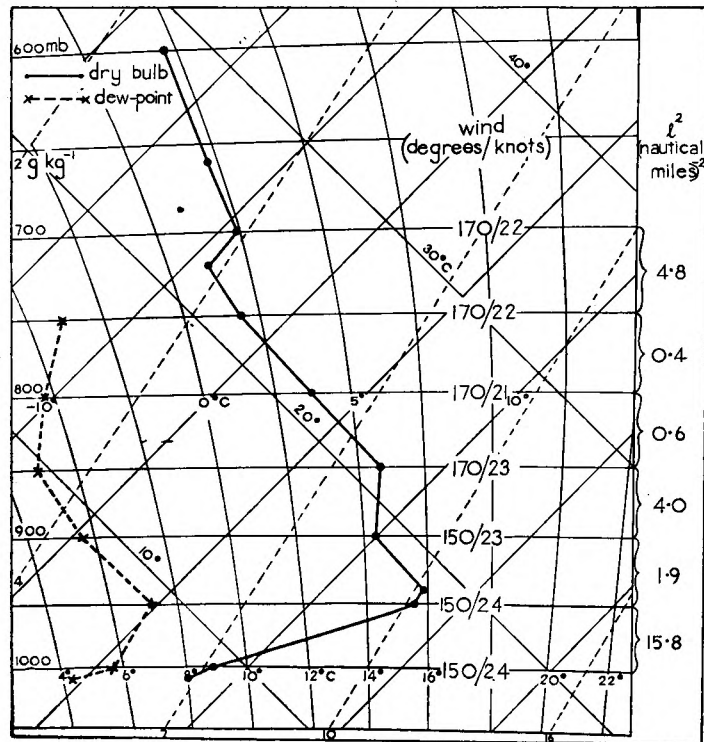 600mb
dry bulb
dew-point
40°
wind
(degrees/knots)
l²
(nautical
miles)⁻²
2 g kg⁻¹
700
170/22
30°C
4.8
170/22
0.4
800
-10
0°C
5°
170/21
10°
20°
0.6
170/23
4.0
900
150/23
10°
1.9
4
150/24
15.8
1000
4°
6°
8°
10°
12°C
14°
16
150/24
20°
22°
7
10
16